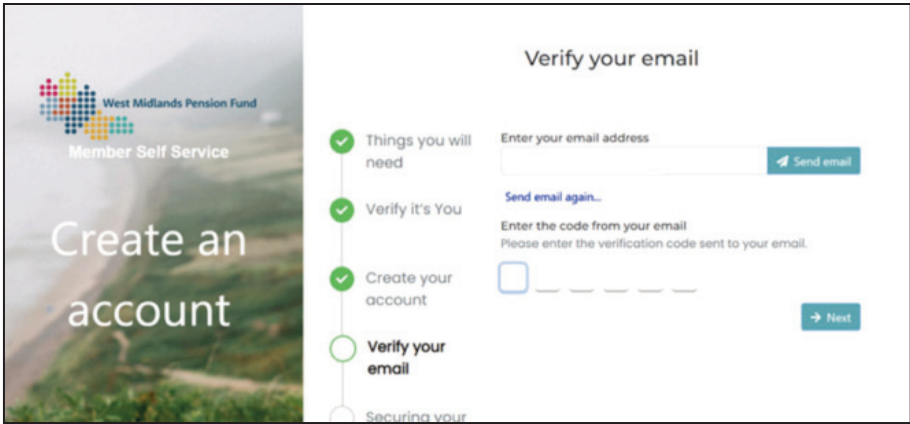 West Midlands Pension Fund
Member Self Service
Create an
account
Verify your email
Things you will
need
Verify it's You
Create your
account
Verify your
email
Securing your
Enter your email address
Send email
Send email again...
Enter the code from your email
Please enter the verification code sent to your email.
Next